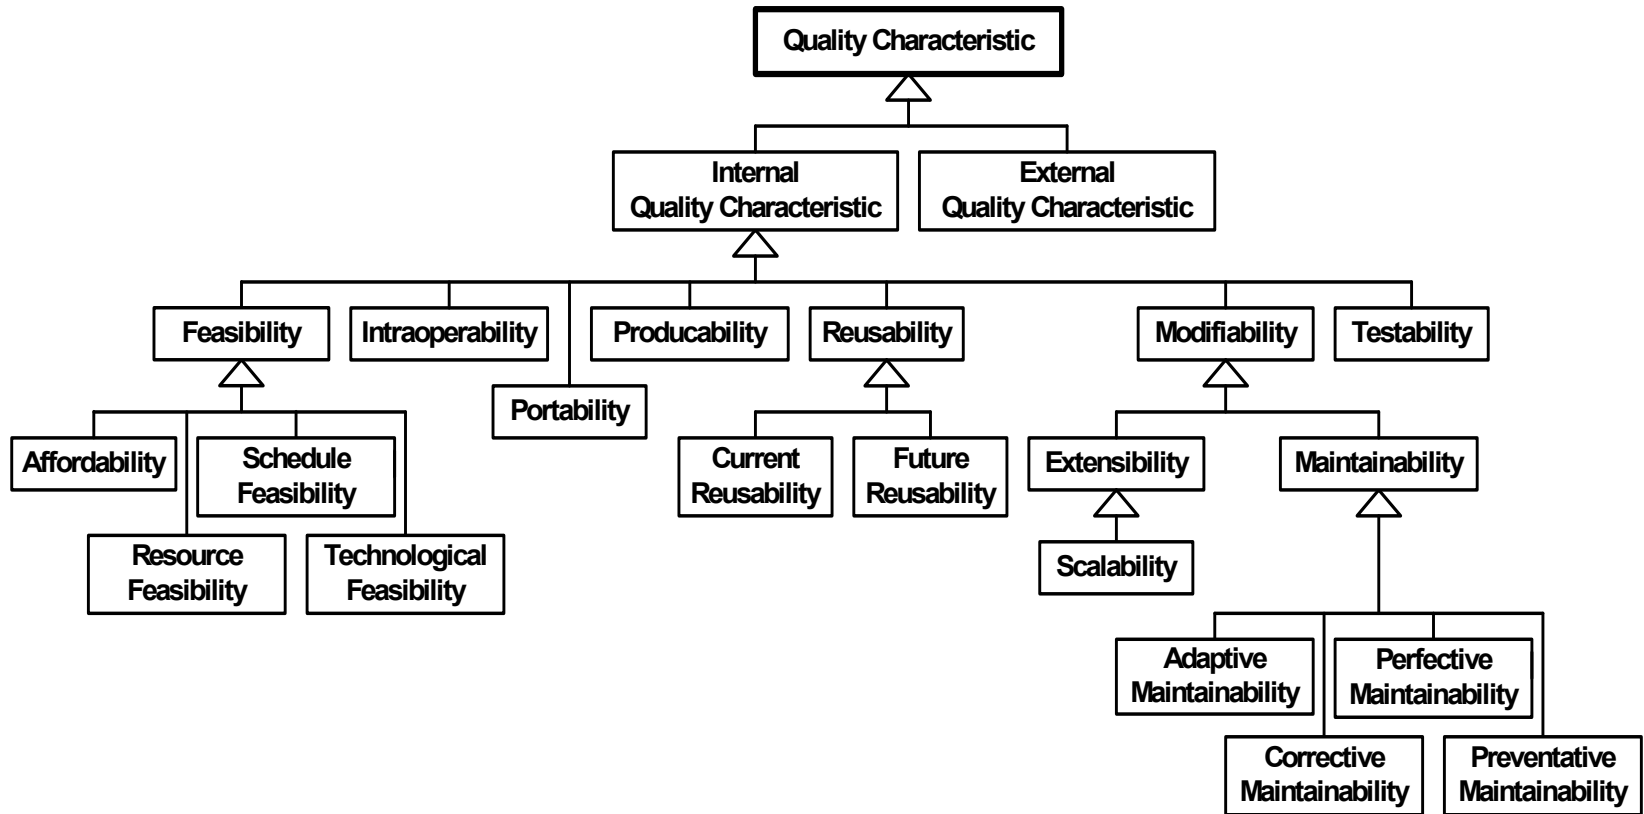 Quality Characteristic
Internal
Quality Characteristic
External
Quality Characteristic
Feasibility
Intraoperability
Producability
Reusability
Modifiability
Testability
Portability
Affordability
Schedule
Feasibility
Current
Reusability
Future
Reusability
Extensibility
Maintainability
Resource
Feasibility
Technological
Feasibility
Scalability
Adaptive
Maintainability
Perfective
Maintainability
Corrective
Maintainability
Preventative
Maintainability